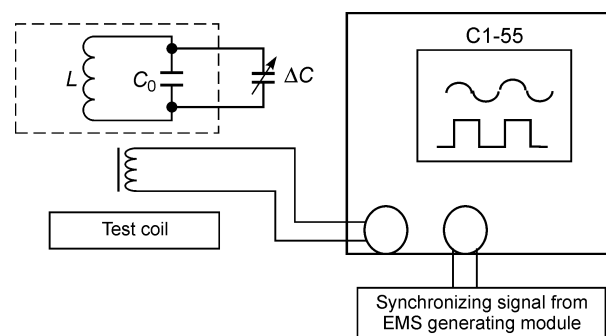 C1-55
L
C0
ΔC
Test coil
Synchronizing signal from
EMS generating module